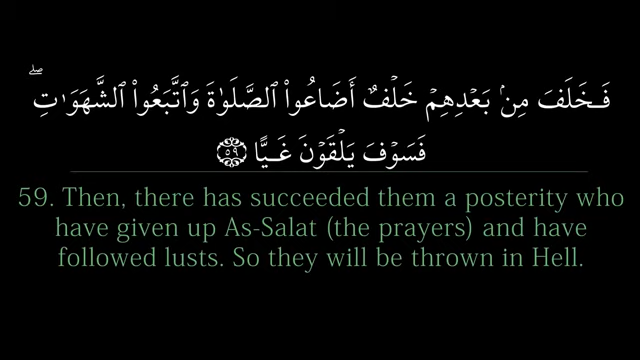 فَخَلَفَ مِنۢ بَعۡدِهِمۡ خَلۡفٌ أَضَاعُواْ ٱلصَّلَوٰةَ وَٱتَّبَعُواْ ٱلشَّهَوَٰتِۖ
فَسَوۡفَ يَلۡقَوۡنَ غَيًّا ۝٥٩
59. Then, there has succeeded them a posterity who
have given up As-Salat (the prayers) and have
followed lusts. So they will be thrown in Hell.